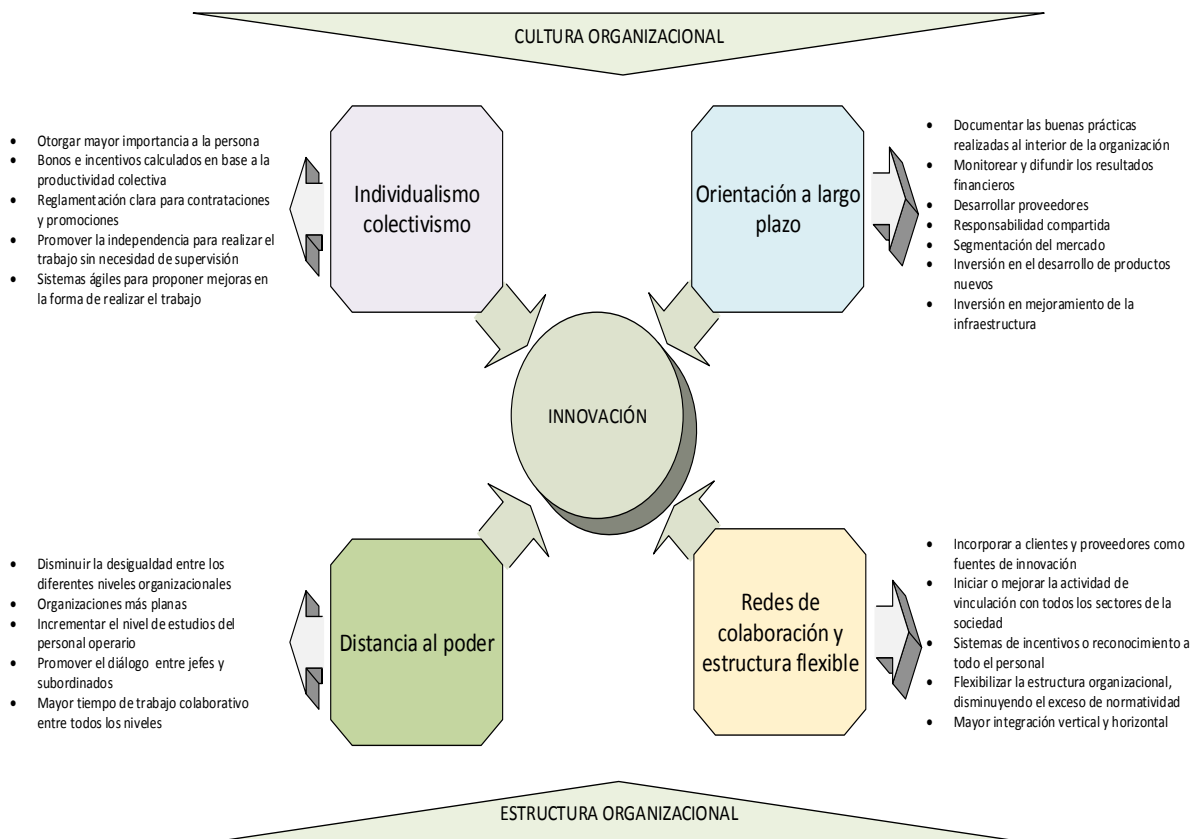 CULTURA ORGANIZACIONAL
• Otorgar mayor importancia a la persona
• Bonos e incentivos calculados en base a la
productividad colectiva
• Reglamentación clara para contrataciones
y promociones
• Promover la independencia para realizar el
trabajo sin necesidad de supervisión
• Sistemas ágiles para proponer mejoras en
la forma de realizar el trabajo
Individualismo
colectivismo
Orientación a largo
plazo
• Documentar las buenas prácticas
realizadas al interior de la organización
• Monitorear y difundir los resultados
financieros
• Desarrollar proveedores
• Responsabilidad compartida
• Segmentación del mercado
• Inversión en el desarrollo de productos
nuevos
• Inversión en mejoramiento de la
infraestructura
INNOVACIÓN
• Disminuir la desigualdad entre los
diferentes niveles organizacionales
• Organizaciones más planas
• Incrementar el nivel de estudios del
personal operario
• Promover el diálogo entre jefes y
subordinados
• Mayor tiempo de trabajo colaborativo
entre todos los niveles
Distancia al poder
Redes de
colaboración y
estructura flexible
• Incorporar a clientes y proveedores como
fuentes de innovación
• Iniciar o mejorar la actividad de
vinculación con todos los sectores de la
sociedad
• Sistemas de incentivos o reconocimiento a
todo el personal
• Flexibilizar la estructura organizacional,
disminuyendo el exceso de normatividad
• Mayor integración vertical y horizontal
ESTRUCTURA ORGANIZACIONAL